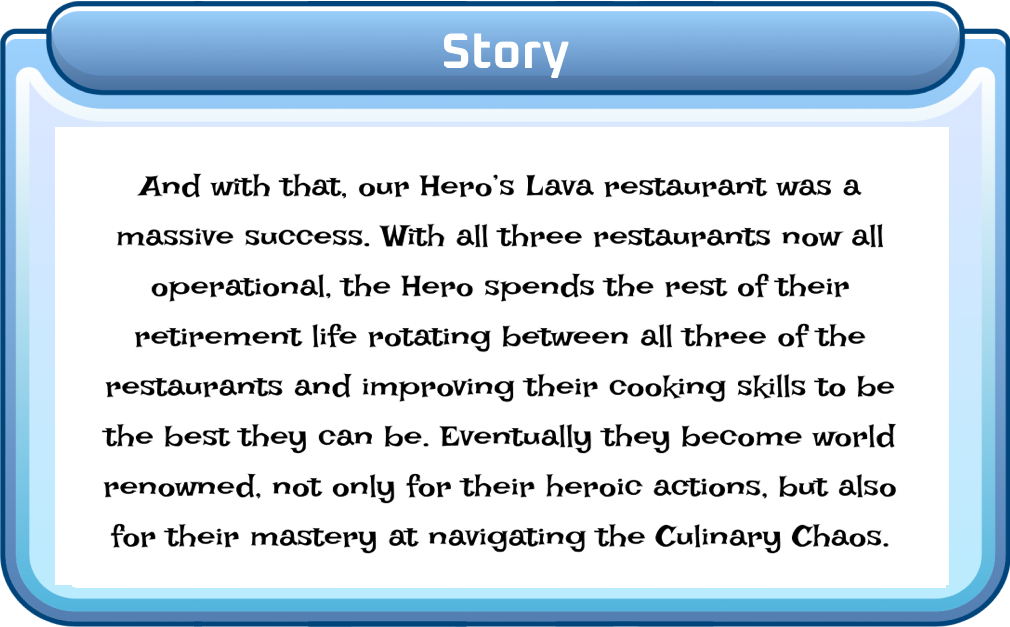 Story
And with that, our Hero's Lava restaurant was a
massive success. With all three restaurants now all
operational, the Hero spends the rest of their
retirement life rotating between all three of the
restaurants and improving their cooking skills to be
the best they can be. Eventually they become world
renowned, not only for their heroic actions, but also
for their mastery at navigating the Culinary Chaos.